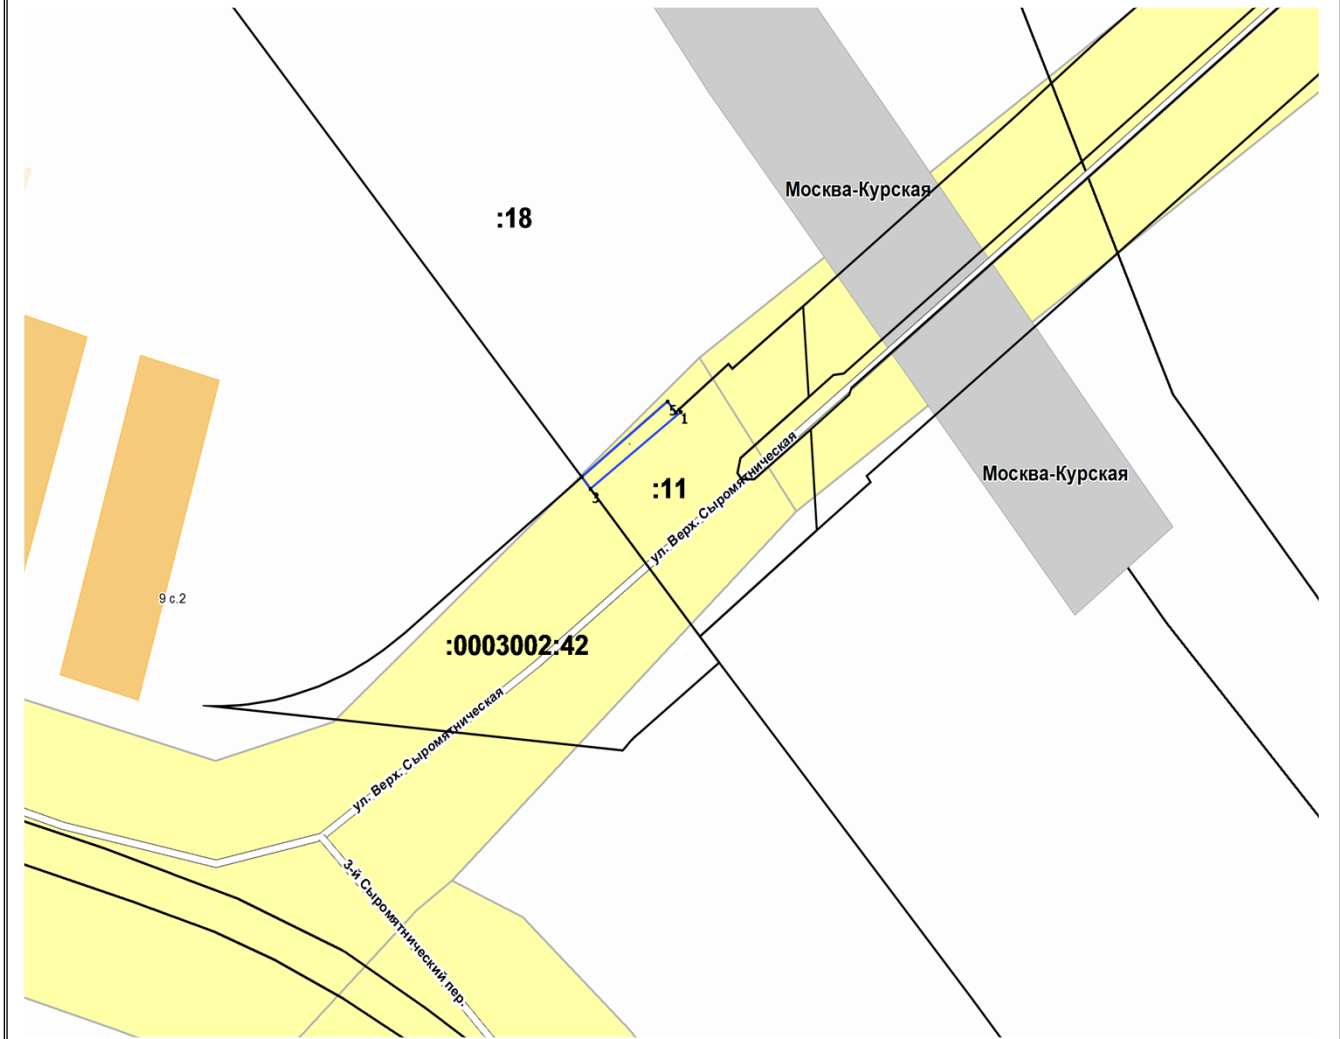 Москва-Курская
:18
5
1
ул. Верх. Сыромятническая
Москва-Курская
:11
3
9 с.2
:0003002:42
ул. Верх. Сыромятническая
3-й Сыромятнический пер.